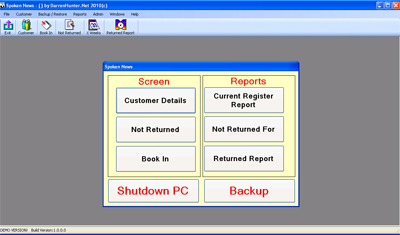 Spoken News - [] by DarrenHunter.Net 2010(c)
File Customer Backup / Restore Reports Admin Windows Help
Exit Customer Book In Not Returned X Weeks Returned Report
Spoken News
Screen Reports
Customer Details
Current Register
Report
Not Returned Not Returned For
Book In Returned Report
Shutdown PC Backup
DEMO VERSION! Build Version:1.0.0.0